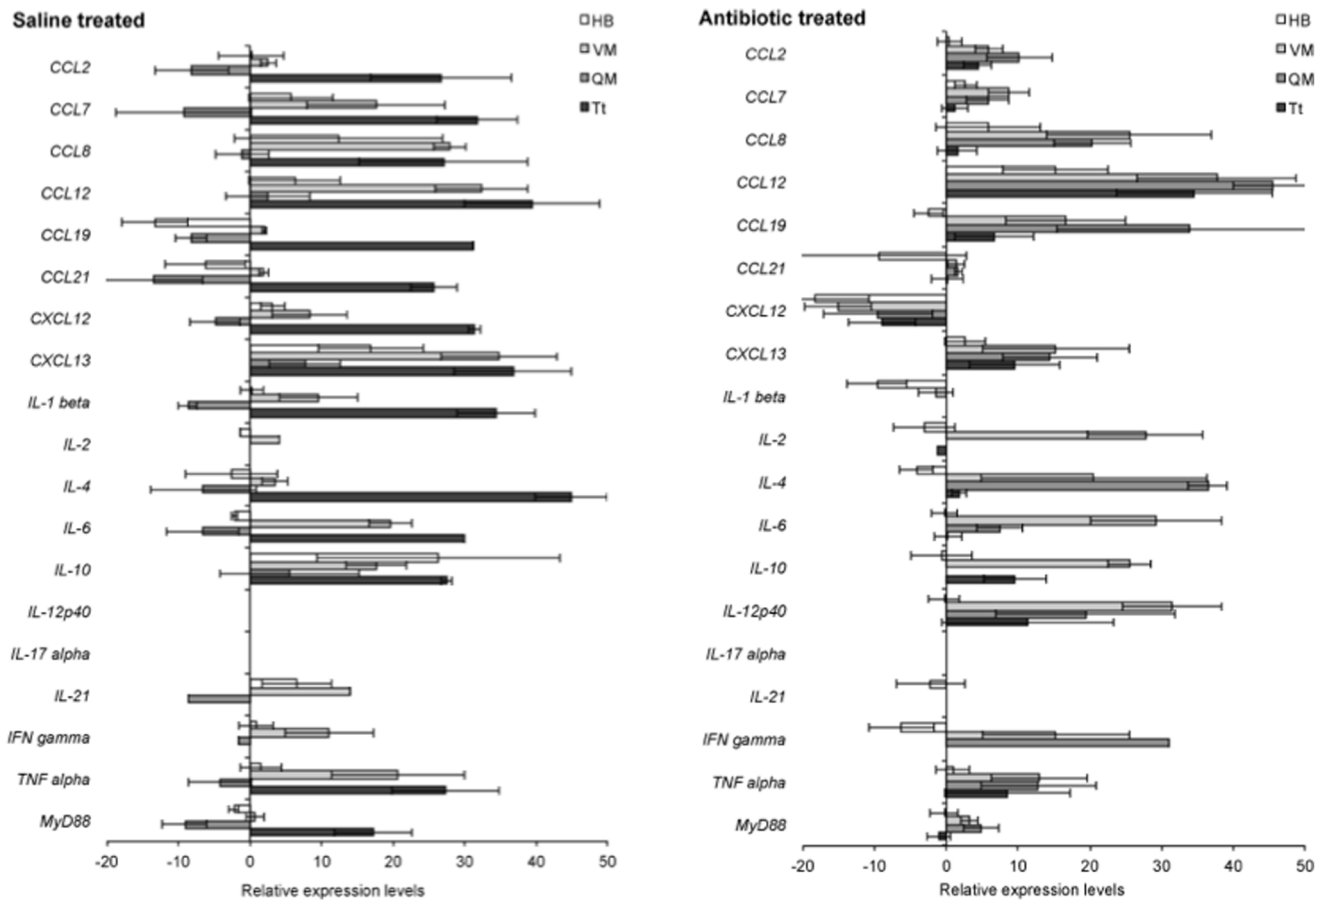 Saline treated
HB
VM
QM
Tt
CCL2
CCL7
CCL8
CCL12
CCL19
CCL21
CXCL12
CXCL13
IL-1 beta
IL-2
IL-4
IL-6
IL-10
IL-12p40
IL-17 alpha
IL-21
IFN gamma
TNF alpha
MyD88
-20 -10 0 10 20 30 40 50
Relative expression levels
Antibiotic treated
HB
VM
QM
Tt
CCL2
CCL7
CCL8
CCL12
CCL19
CCL21
CXCL12
CXCL13
IL-1 beta
IL-2
IL-4
IL-6
IL-10
IL-12p40
IL-17 alpha
IL-21
IFN gamma
TNF alpha
MyD88
-20 -10 0 10 20 30 40 50
Relative expression levels